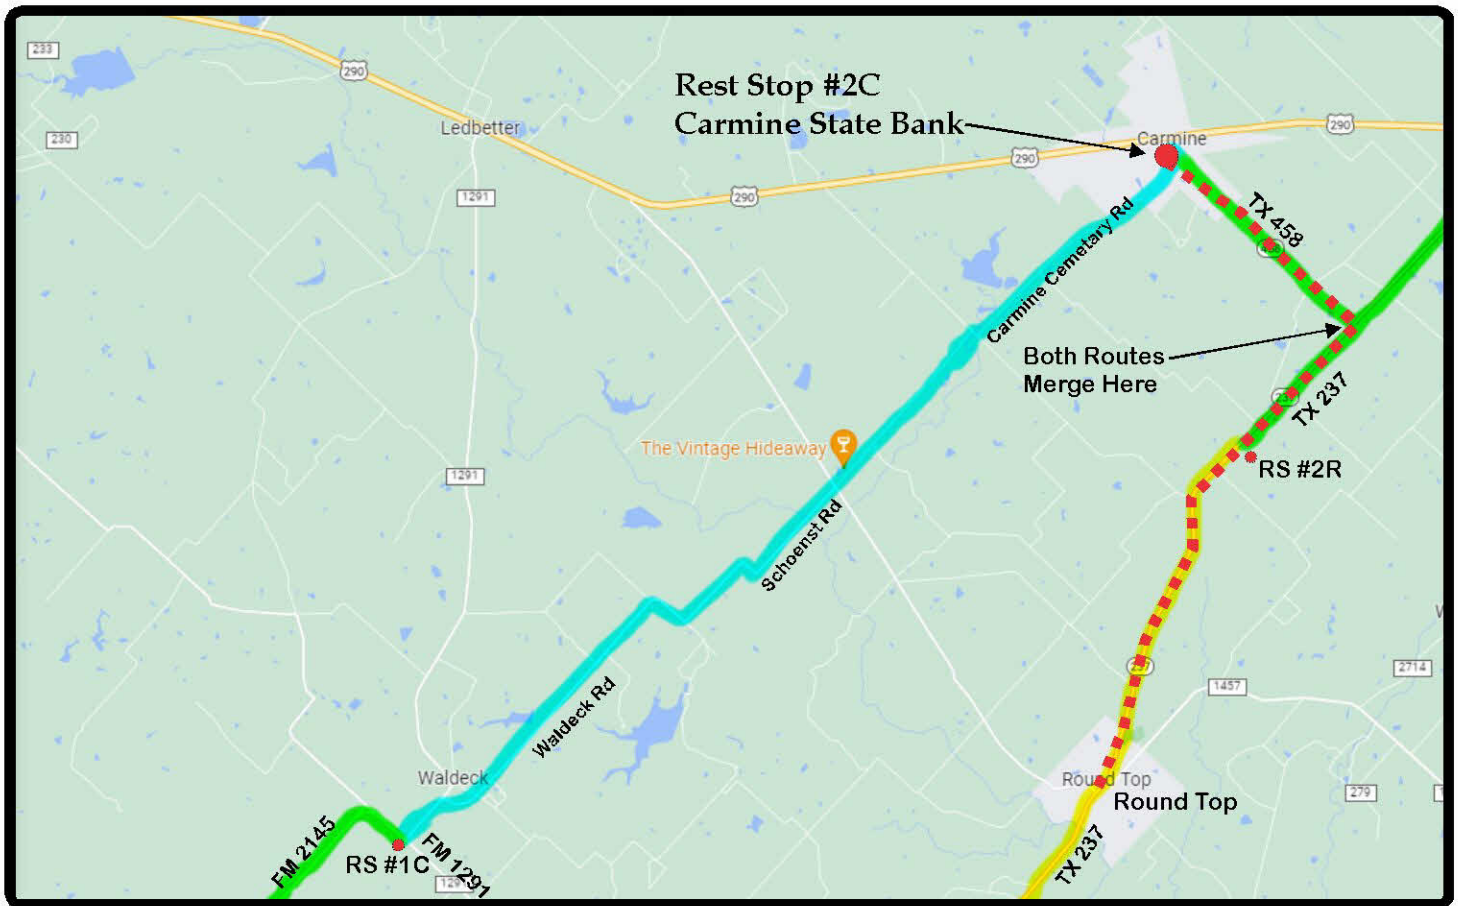 233
290
Rest Stop #2C
Carmine State Bank
290
Ledbetter
230
Carmine
290
1291
290
TX 458
Carmine Cemetary Rd
Both Routes
Merge Here
237
TX 237
The Vintage Hideaway
RS #2R
1291
Schoenst Rd
237
2714
1457
Waldeck Rd
Waldeck
Round Top
Round Top
279
FM 2145
RS #1C
FM 1291
TX 237